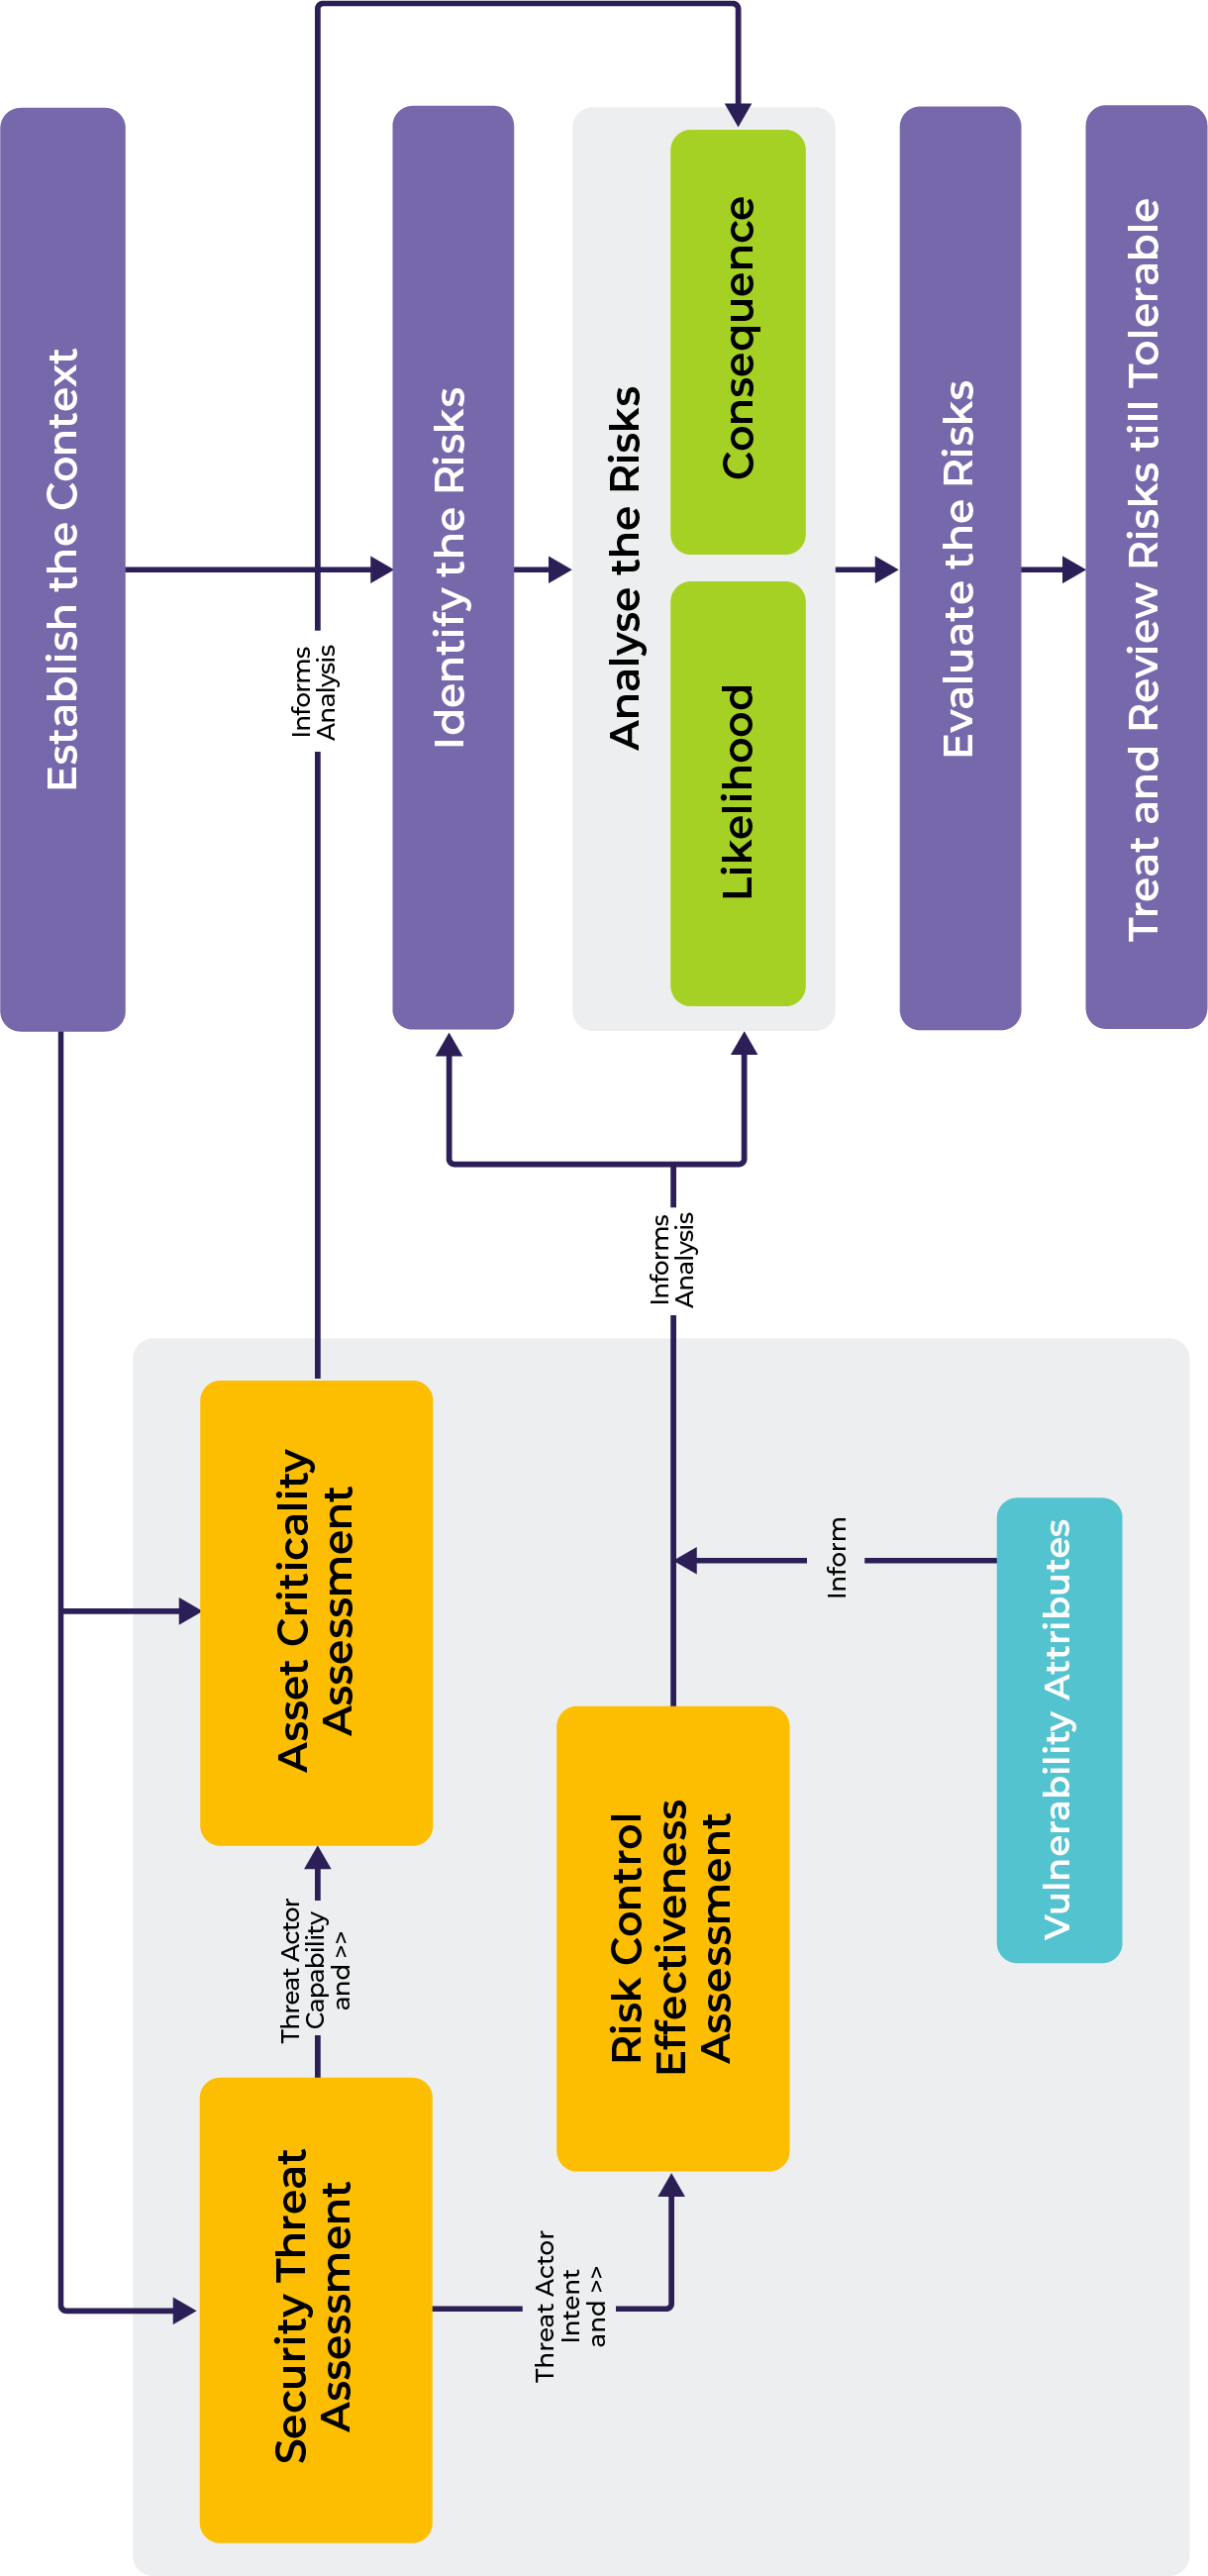 Establish the Context
Informs
Analysis
Identify the Risks
Analyse the Risks
Likelihood
Consequence
Evaluate the Risks
Treat and Review Risks till Tolerable
Security Threat
Assessment
Threat Actor
Capability
and >>
Asset Criticality
Assessment
Threat Actor
Intent
and >>
Risk Control
Effectiveness
Assessment
Informs
Analysis
Inform
Vulnerability Attributes